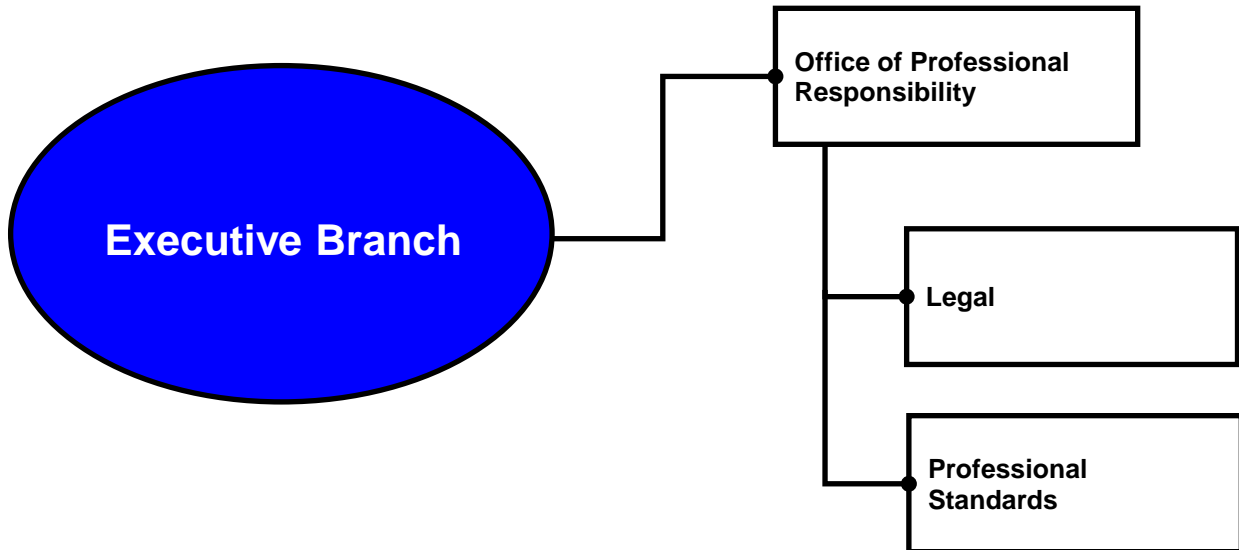 Office of Professional
Responsibility
Executive Branch
Legal
Professional
Standards